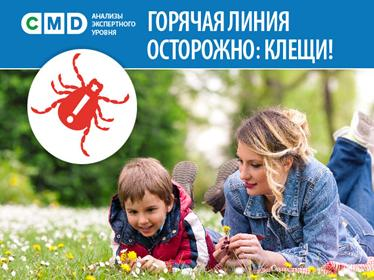 CMD
АНАЛИЗЫ
ЭКСПЕРТНОГО
УРОВНЯ
ГОРЯЧАЯ ЛИНИЯ
ОСТОРОЖНО: КЛЕЩИ!